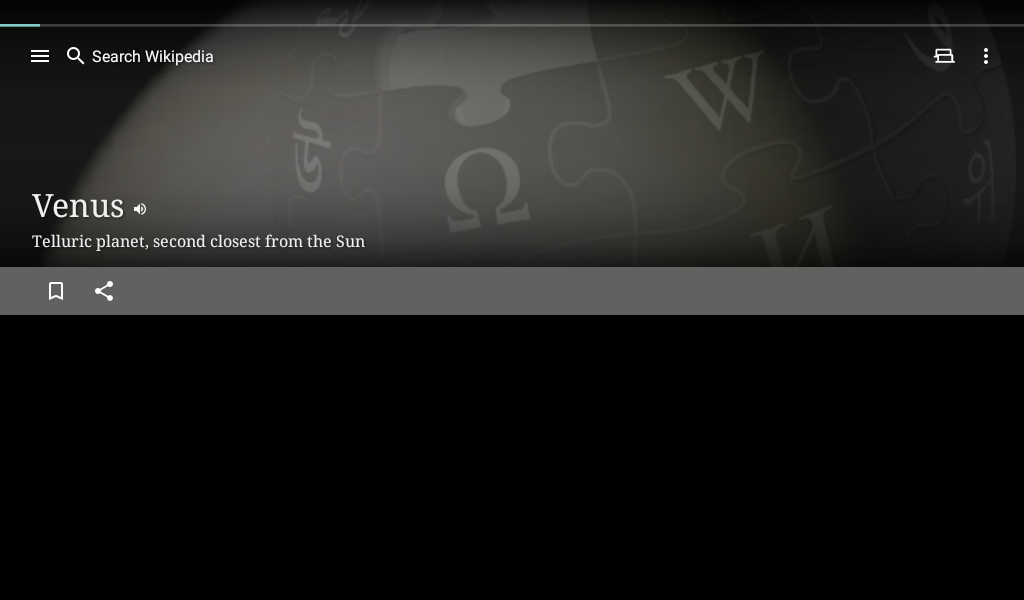 Search Wikipedia
Venus
Telluric planet, second closest from the Sun
Ω
W
И